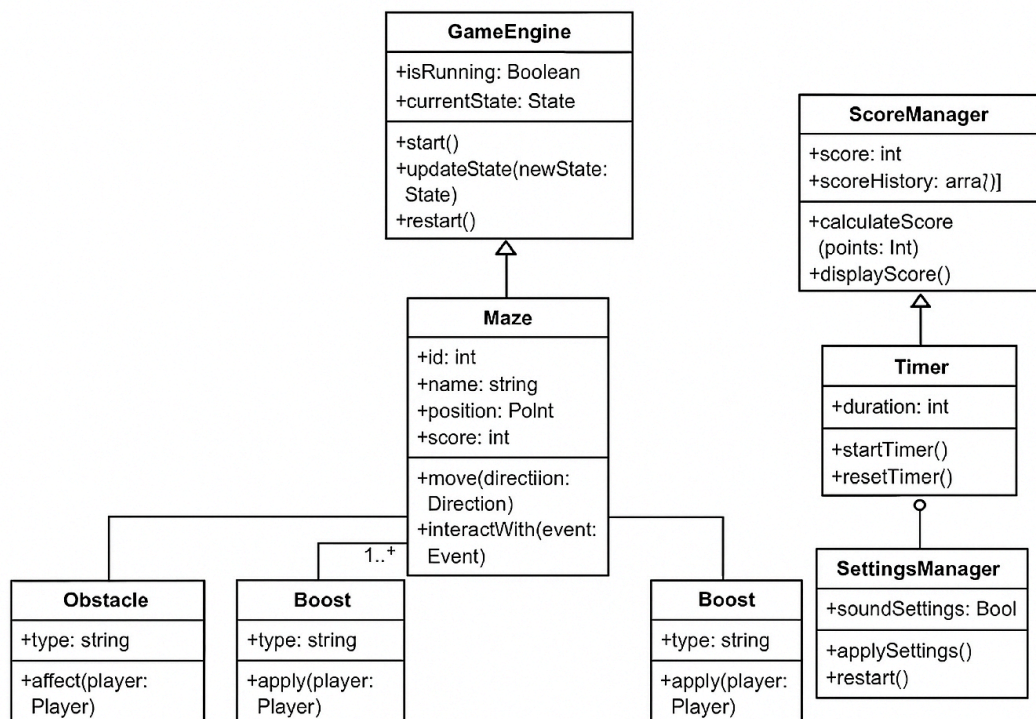 GameEngine
+isRunning: Boolean
+currentState: State
+start()
+updateState(newState:
State)
+restart()
ScoreManager
+score: int
+scoreHistory: arra?)]
+calculateScore
(points: Int)
+displayScore()
Maze
+id: int
+name: string
+position: PoInt
+score: int
+move(directiion:
Direction)
+interactWith(event:
Event)
Timer
+duration: int
+startTimer()
+resetTimer()
1..+
Obstacle
+type: string
+affect(player:
Player)
Boost
+type: string
+apply(player:
Player)
Boost
+type: string
+apply(player:
Player)
SettingsManager
+soundSettings: Bool
+applySettings()
+restart()